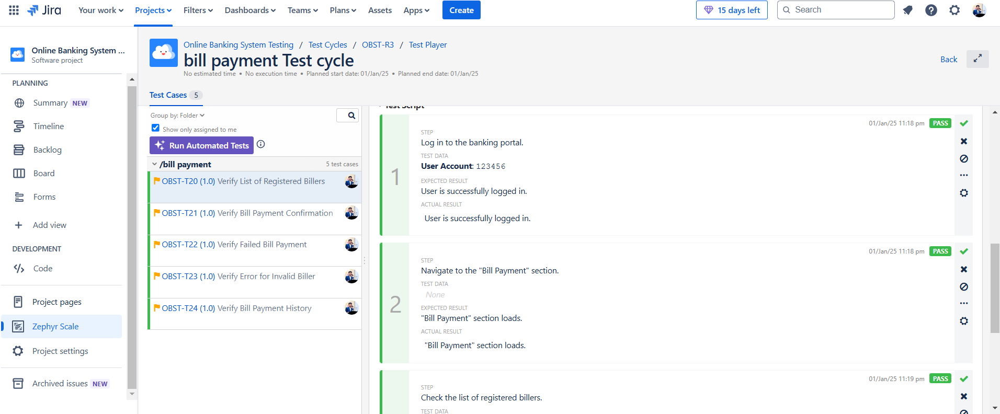 Jira
Your work
Projects
Filters
Dashboards
Teams
Plans
Assets
Apps
Create
15 days left
Search
Online Banking System ...
Software project
PLANNING
Summary NEW
Timeline
Backlog
Board
Forms
Add view
DEVELOPMENT
Code
Project pages
Zephyr Scale
Project settings
Archived issues NEW
Online Banking System Testing / Test Cycles / OBST-R3 / Test Player
bill payment Test cycle
No estimated time • No execution time • Planned start date: 01/Jan/25 • Planned end date: 01/Jan/25
Back
Test Cases 5
Group by: Folder
Show only assigned to me
Run Automated Tests
/bill payment 5 test cases
OBST-T20 (1.0) Verify List of Registered Billers
OBST-T21 (1.0) Verify Bill Payment Confirmation
OBST-T22 (1.0) Verify Failed Bill Payment
OBST-T23 (1.0) Verify Error for Invalid Biller
OBST-T24 (1.0) Verify Bill Payment History
Test Script
1
01/Jan/25 11:18 pm PASS
STEP
Log in to the banking portal.
TEST DATA
User Account: 123456
EXPECTED RESULT
User is successfully logged in.
ACTUAL RESULT
User is successfully logged in.
2
01/Jan/25 11:18 pm PASS
STEP
Navigate to the "Bill Payment" section.
TEST DATA
None
EXPECTED RESULT
"Bill Payment" section loads.
ACTUAL RESULT
"Bill Payment" section loads.
01/Jan/25 11:19 pm PASS
STEP
Check the list of registered billers.
TEST DATA